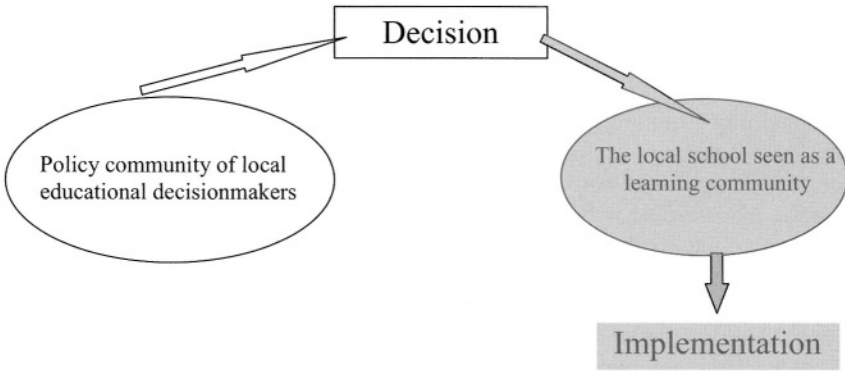 Decision
Policy community of local
educational decisionmakers
The local school seen as a
learning community
Implementation